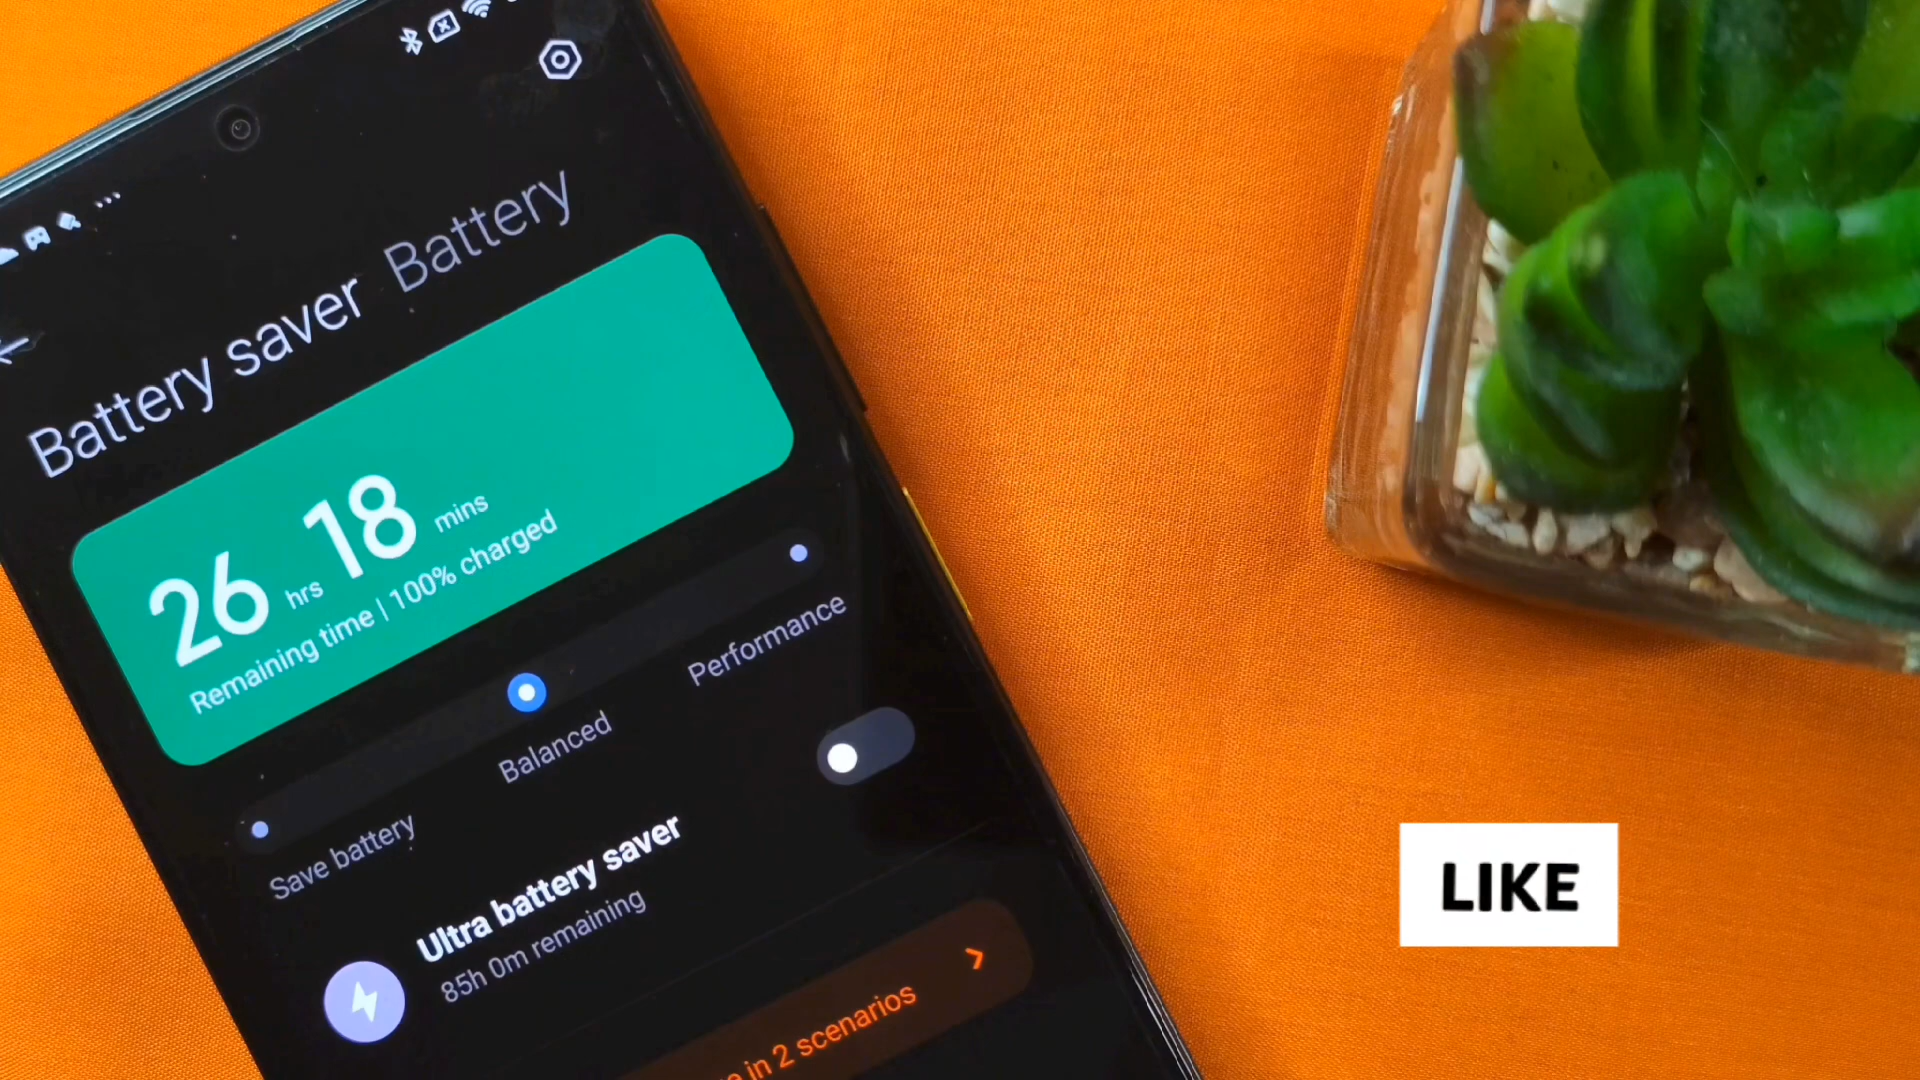 Battery saver Battery
26 hrs 18 mins
Remaining time | 100% charged
Save battery Balanced Performance
Ultra battery saver
85h 0m remaining
in 2 scenarios
LIKE